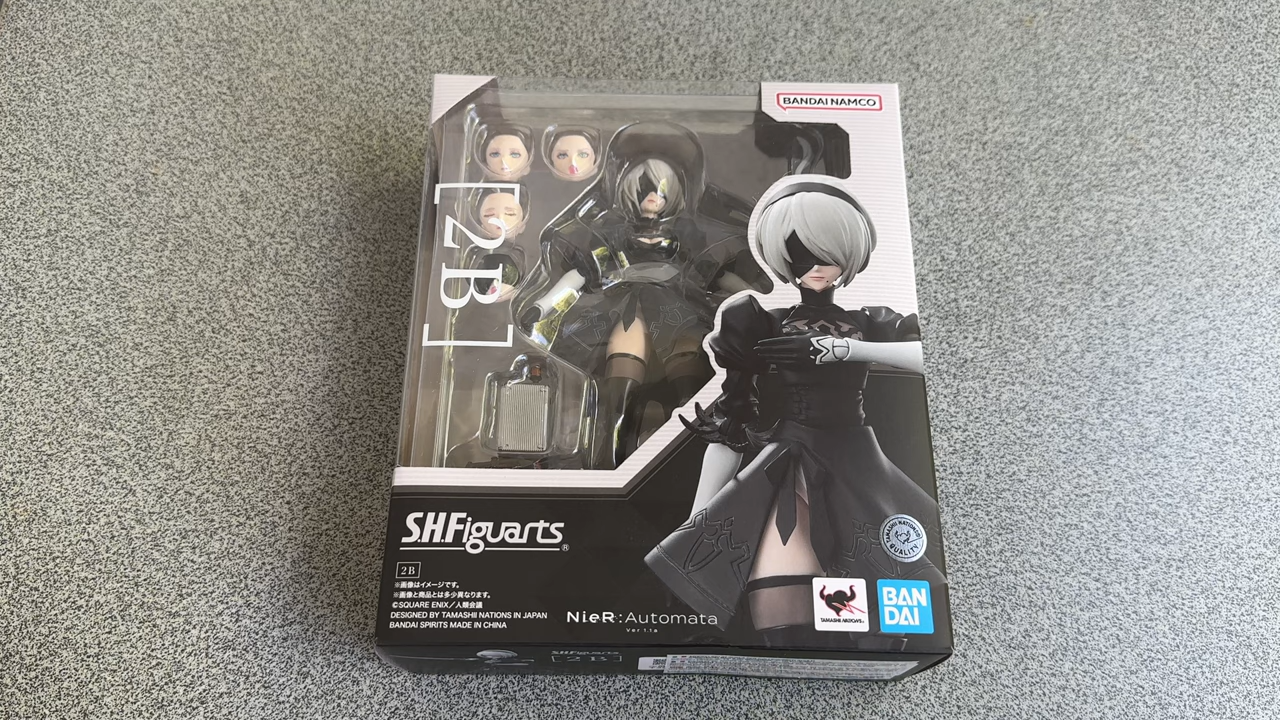 BANDAI NAMCO
[2B]
S.H.Figuarts®
2B
※画像はイメージです。
※画像と商品とは多少異なります。
©SQUARE ENIX／人類会議
DESIGNED BY TAMASHII NATIONS IN JAPAN
BANDAI SPIRITS MADE IN CHINA
NieR:Automata
Ver1.1a
TAMASHII NATIONS
QUALITY
TAMASHII NATIONS
BAN
DAI
S.H.Figuarts
[2B]